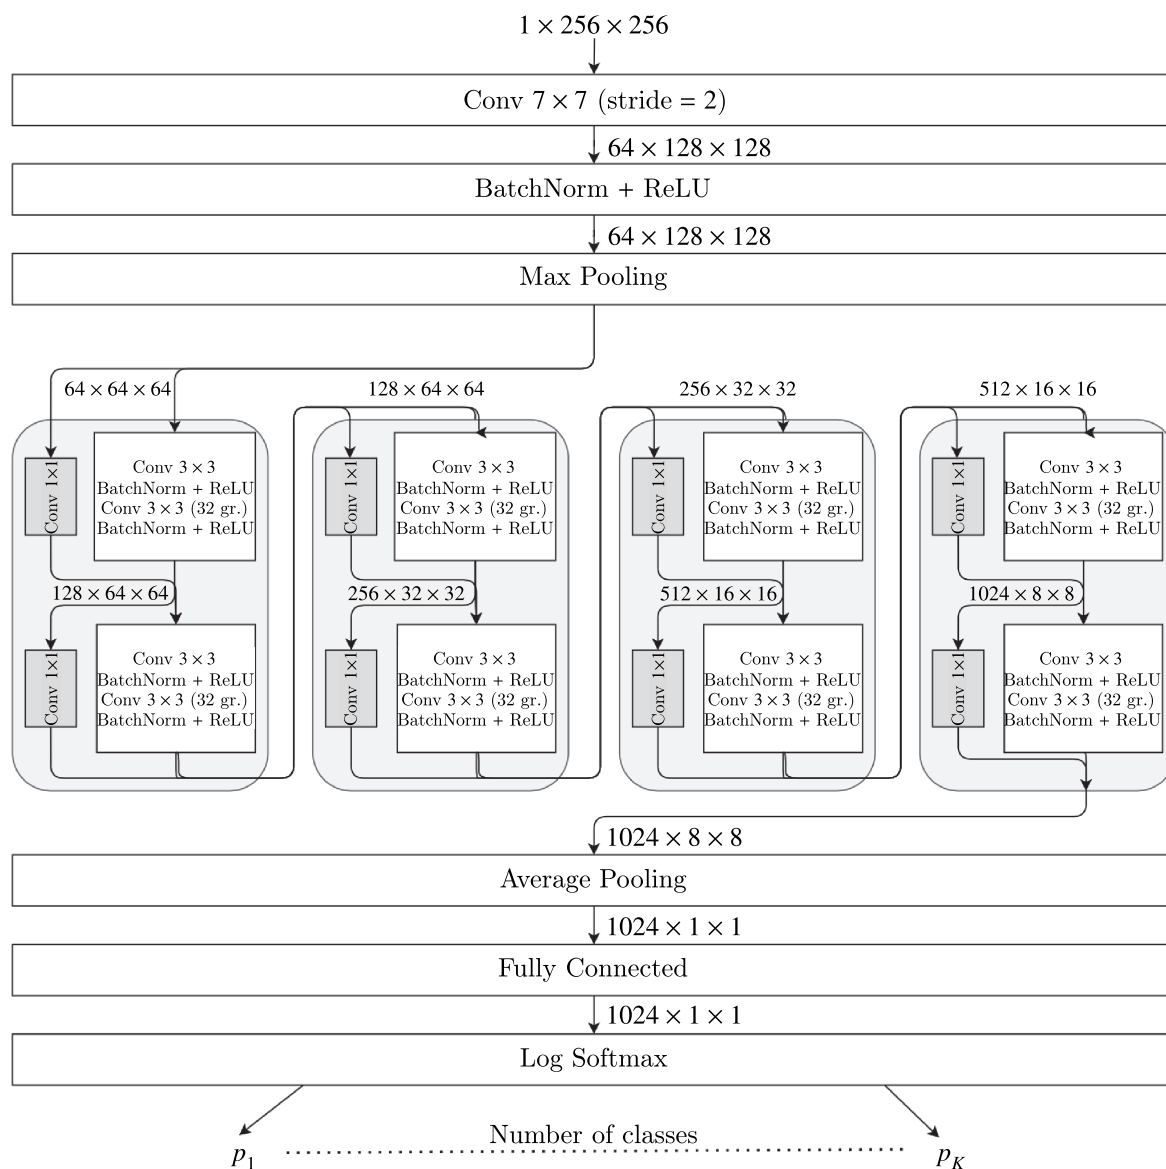 1 × 256 × 256
Conv 7 × 7 (stride = 2)
64 × 128 × 128
BatchNorm + ReLU
64 × 128 × 128
Max Pooling
64 × 64 × 64
128 × 64 × 64
256 × 32 × 32
512 × 16 × 16
Conv 1×1
Conv 3 × 3
BatchNorm + ReLU
Conv 3 × 3 (32 gr.)
BatchNorm + ReLU
128 × 64 × 64
Conv 1×1
Conv 3 × 3
BatchNorm + ReLU
Conv 3 × 3 (32 gr.)
BatchNorm + ReLU
Conv 1×1
Conv 3 × 3
BatchNorm + ReLU
Conv 3 × 3 (32 gr.)
BatchNorm + ReLU
256 × 32 × 32
Conv 1×1
Conv 3 × 3
BatchNorm + ReLU
Conv 3 × 3 (32 gr.)
BatchNorm + ReLU
Conv 1×1
Conv 3 × 3
BatchNorm + ReLU
Conv 3 × 3 (32 gr.)
BatchNorm + ReLU
512 × 16 × 16
Conv 1×1
Conv 3 × 3
BatchNorm + ReLU
Conv 3 × 3 (32 gr.)
BatchNorm + ReLU
Conv 1×1
Conv 3 × 3
BatchNorm + ReLU
Conv 3 × 3 (32 gr.)
BatchNorm + ReLU
1024 × 8 × 8
Conv 1×1
Conv 3 × 3
BatchNorm + ReLU
Conv 3 × 3 (32 gr.)
BatchNorm + ReLU
1024 × 8 × 8
Average Pooling
1024 × 1 × 1
Fully Connected
1024 × 1 × 1
Log Softmax
Number of classes
p1
pK